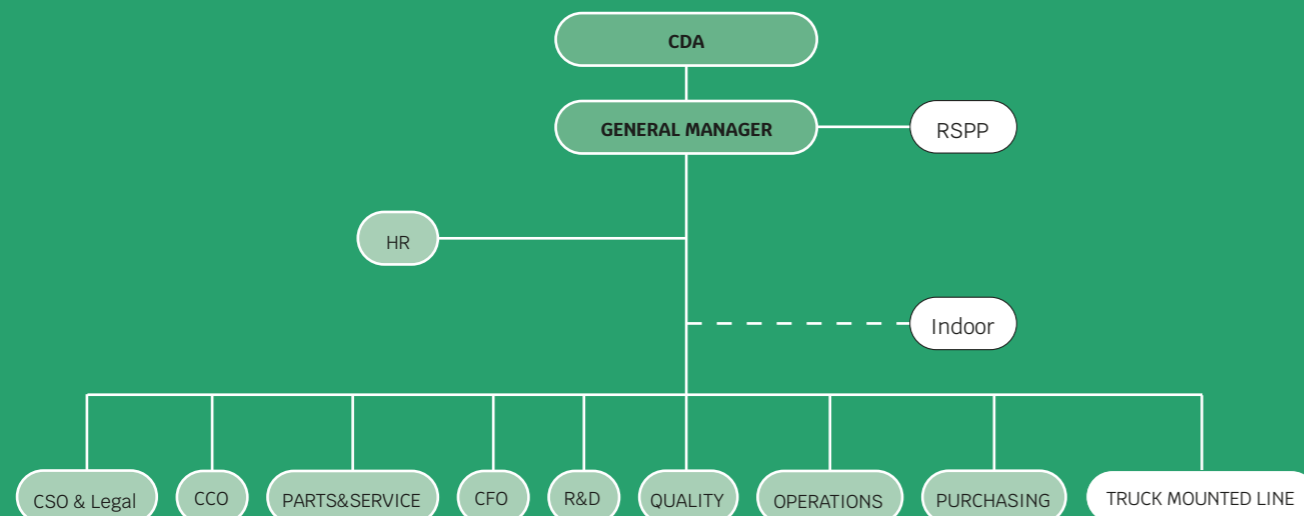 CDA
GENERAL MANAGER
RSPP
HR
Indoor
CSO & Legal
CCO
PARTS&SERVICE
CFO
R&D
QUALITY
OPERATIONS
PURCHASING
TRUCK MOUNTED LINE